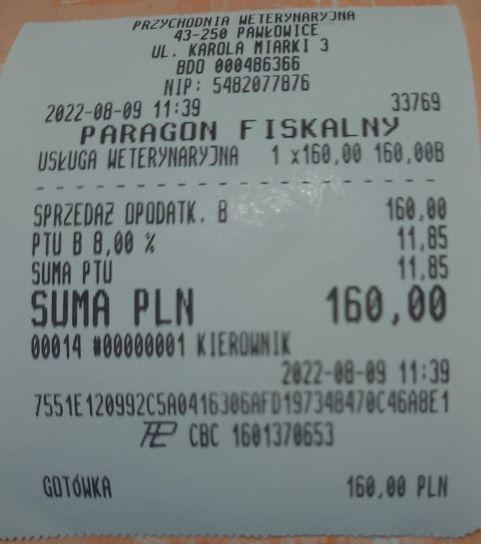 PRZYCHODNIA WETERYNARYJNA
43-250 PAWŁOWICE
UL. KAROLA MIARKI 3
BDO 000486366
NIP: 5482077876
2022-08-09 11:39 33769
PARAGON FISKALNY
USŁUGA WETERYNARYJNA 1 x160,00 160,00B
SPRZEDAŻ OPODATK. B 160,00
PTU B 8,00 % 11,85
SUMA PTU 11,85
SUMA PLN 160,00
00014 #00000001 KIEROWNIK
2022-08-09 11:39
7551E120992C5A0416306AFD197348470C46A8E1
CBC 1601370653
GOTÓWKA 160,00 PLN